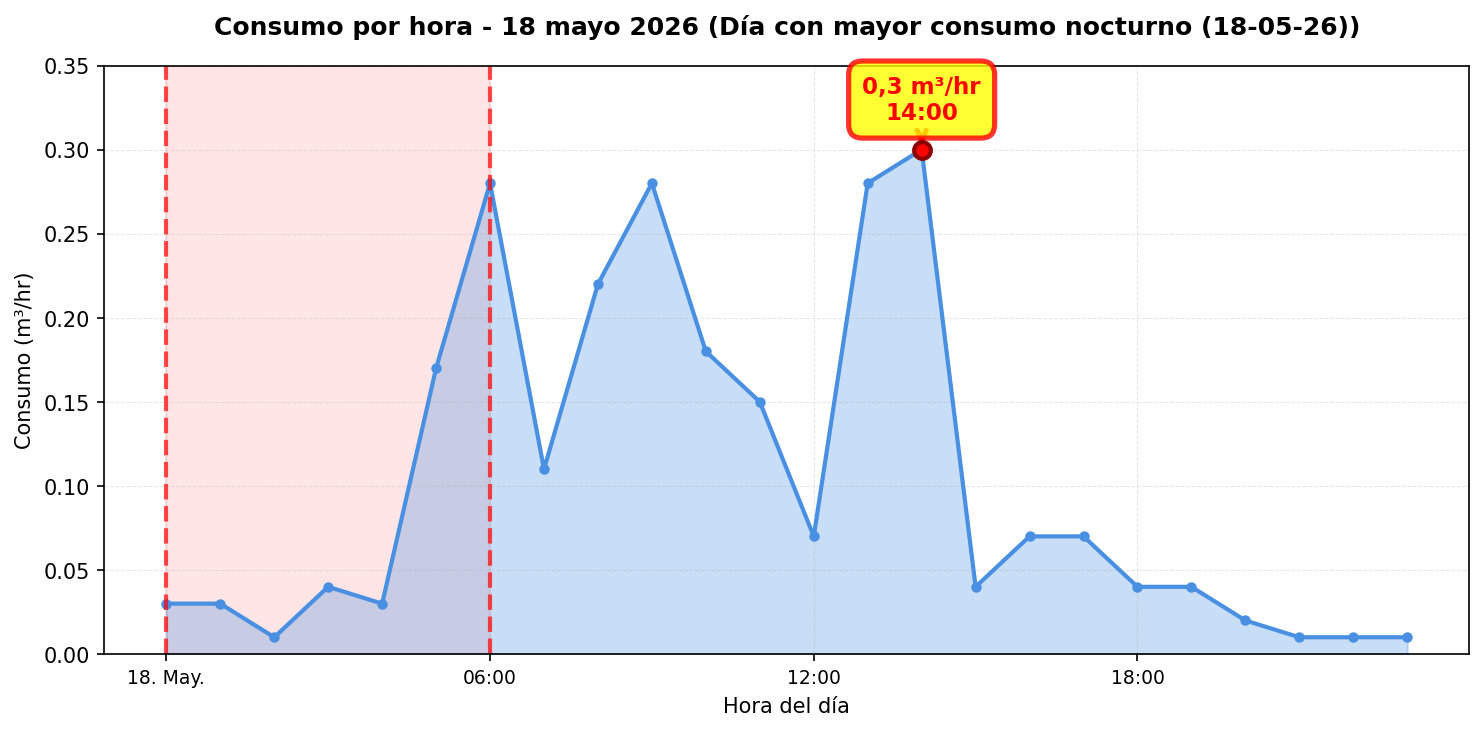 Consumo por hora - 18 mayo 2026 (Día con mayor consumo nocturno (18-05-26))
0,3 m³/hr
14:00
Consumo (m³/hr)
0.35
0.30
0.25
0.20
0.15
0.10
0.05
0.00
18. May.
06:00
12:00
18:00
Hora del día